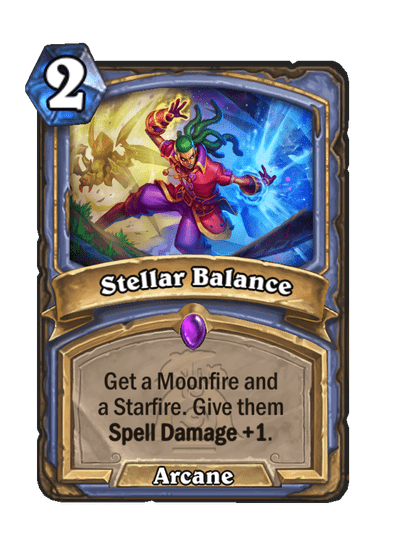 2
Stellar Balance
Get a Moonfire and
a Starfire. Give them
Spell Damage +1.
Arcane